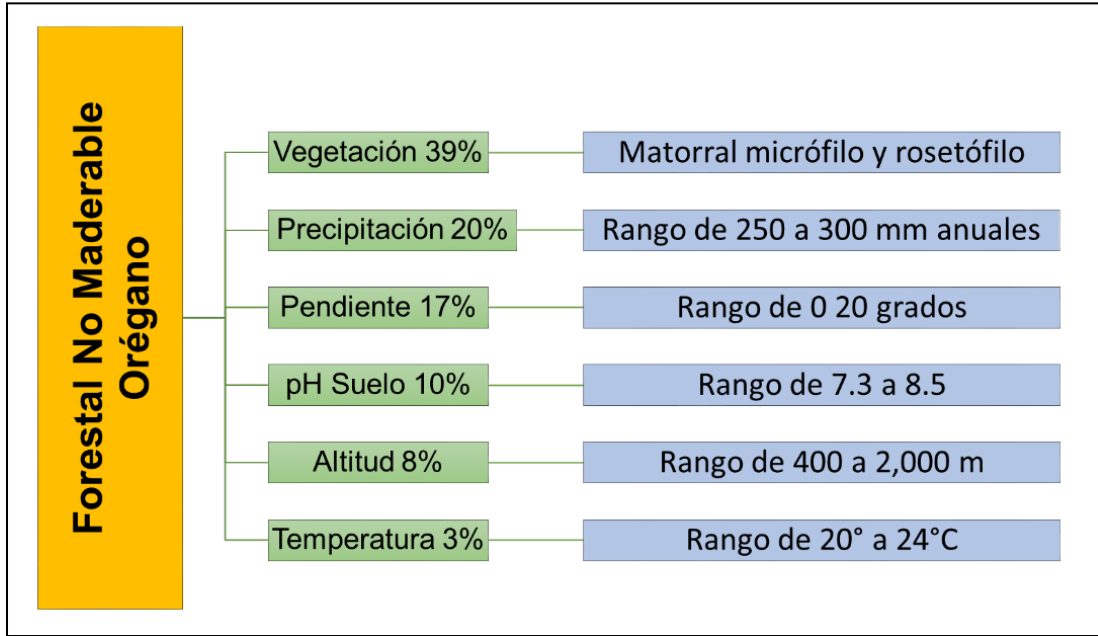 Forestal No Maderable
Orégano
Vegetación 39%
Matorral micrófilo y rosetófilo
Precipitación 20%
Rango de 250 a 300 mm anuales
Pendiente 17%
Rango de 0 20 grados
pH Suelo 10%
Rango de 7.3 a 8.5
Altitud 8%
Rango de 400 a 2,000 m
Temperatura 3%
Rango de 20° a 24°C